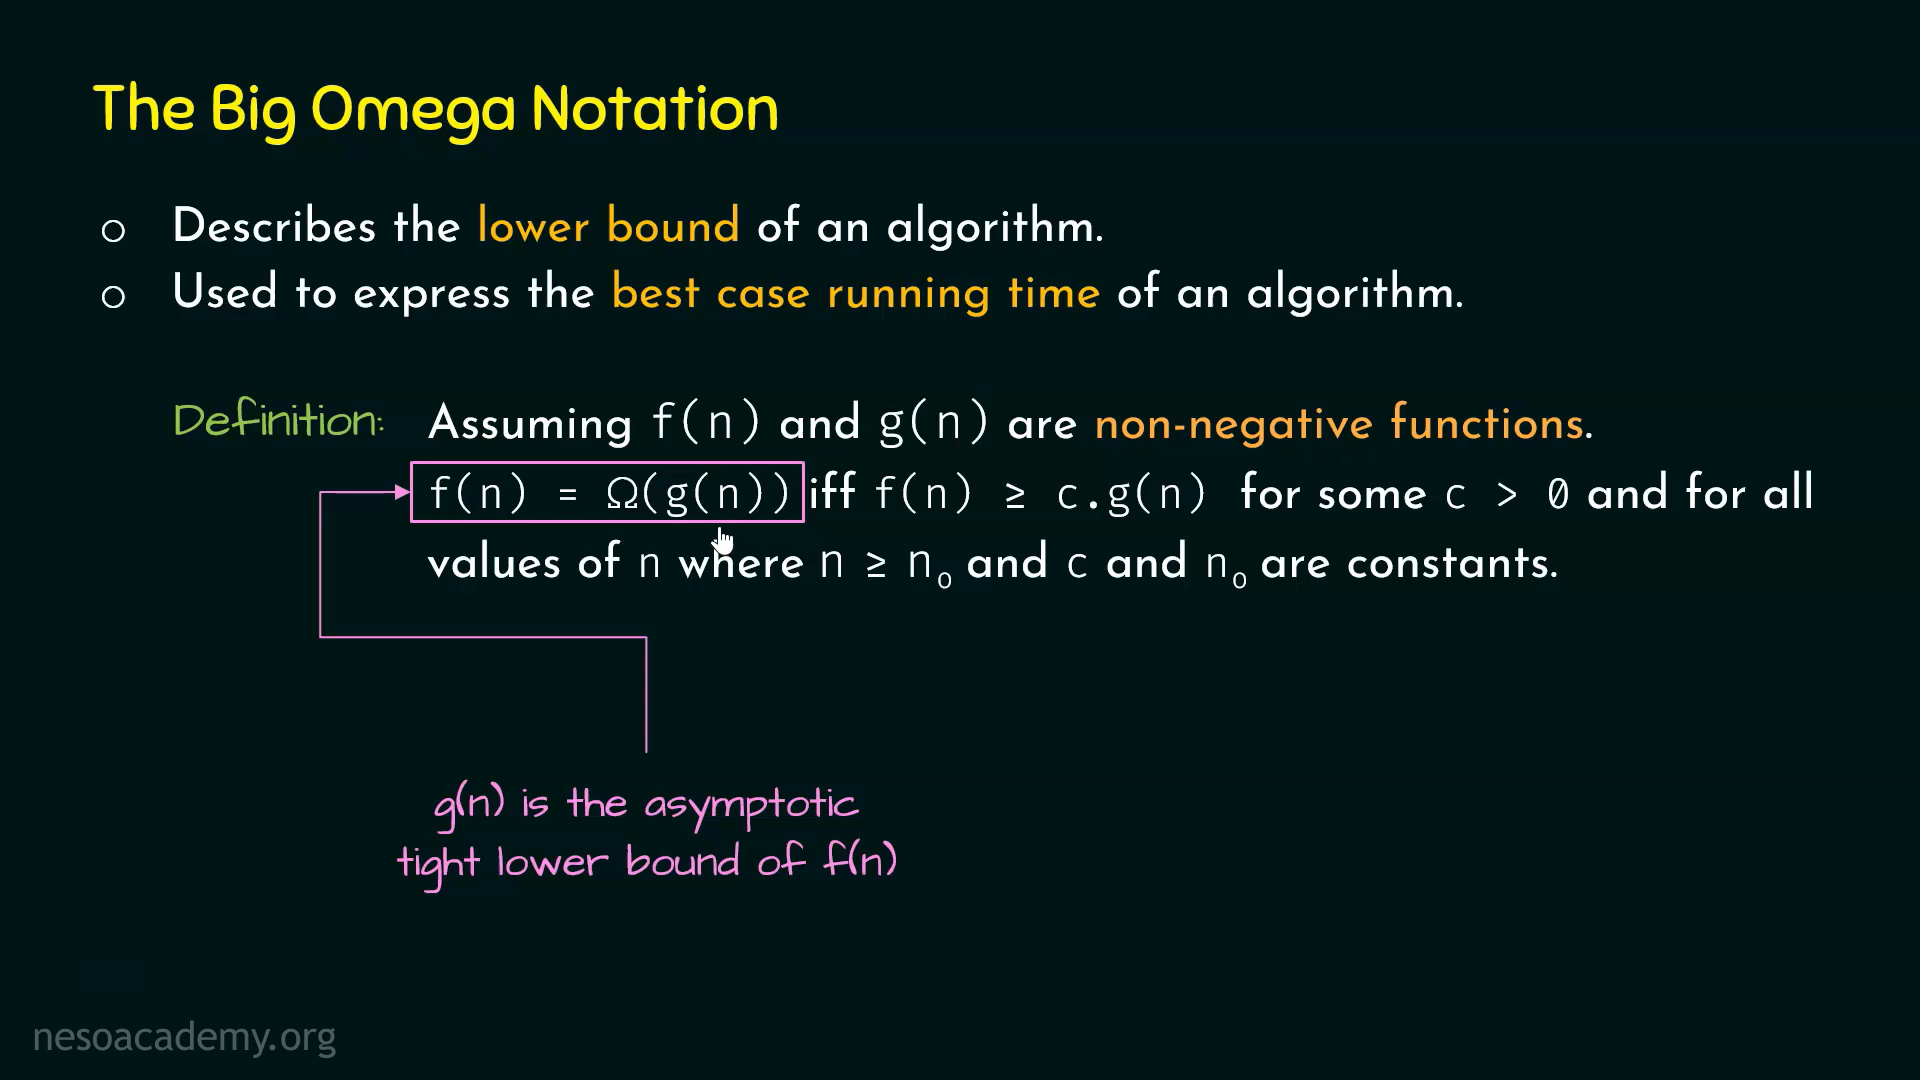 The Big Omega Notation
○ Describes the lower bound of an algorithm.
○ Used to express the best case running time of an algorithm.
Definition: Assuming f(n) and g(n) are non-negative functions.
f(n) = Ω(g(n)) iff f(n) ≥ c.g(n) for some c > 0 and for all
values of n where n ≥ n₀ and c and n₀ are constants.
g(n) is the asymptotic
tight lower bound of f(n)
nesoacademy.org